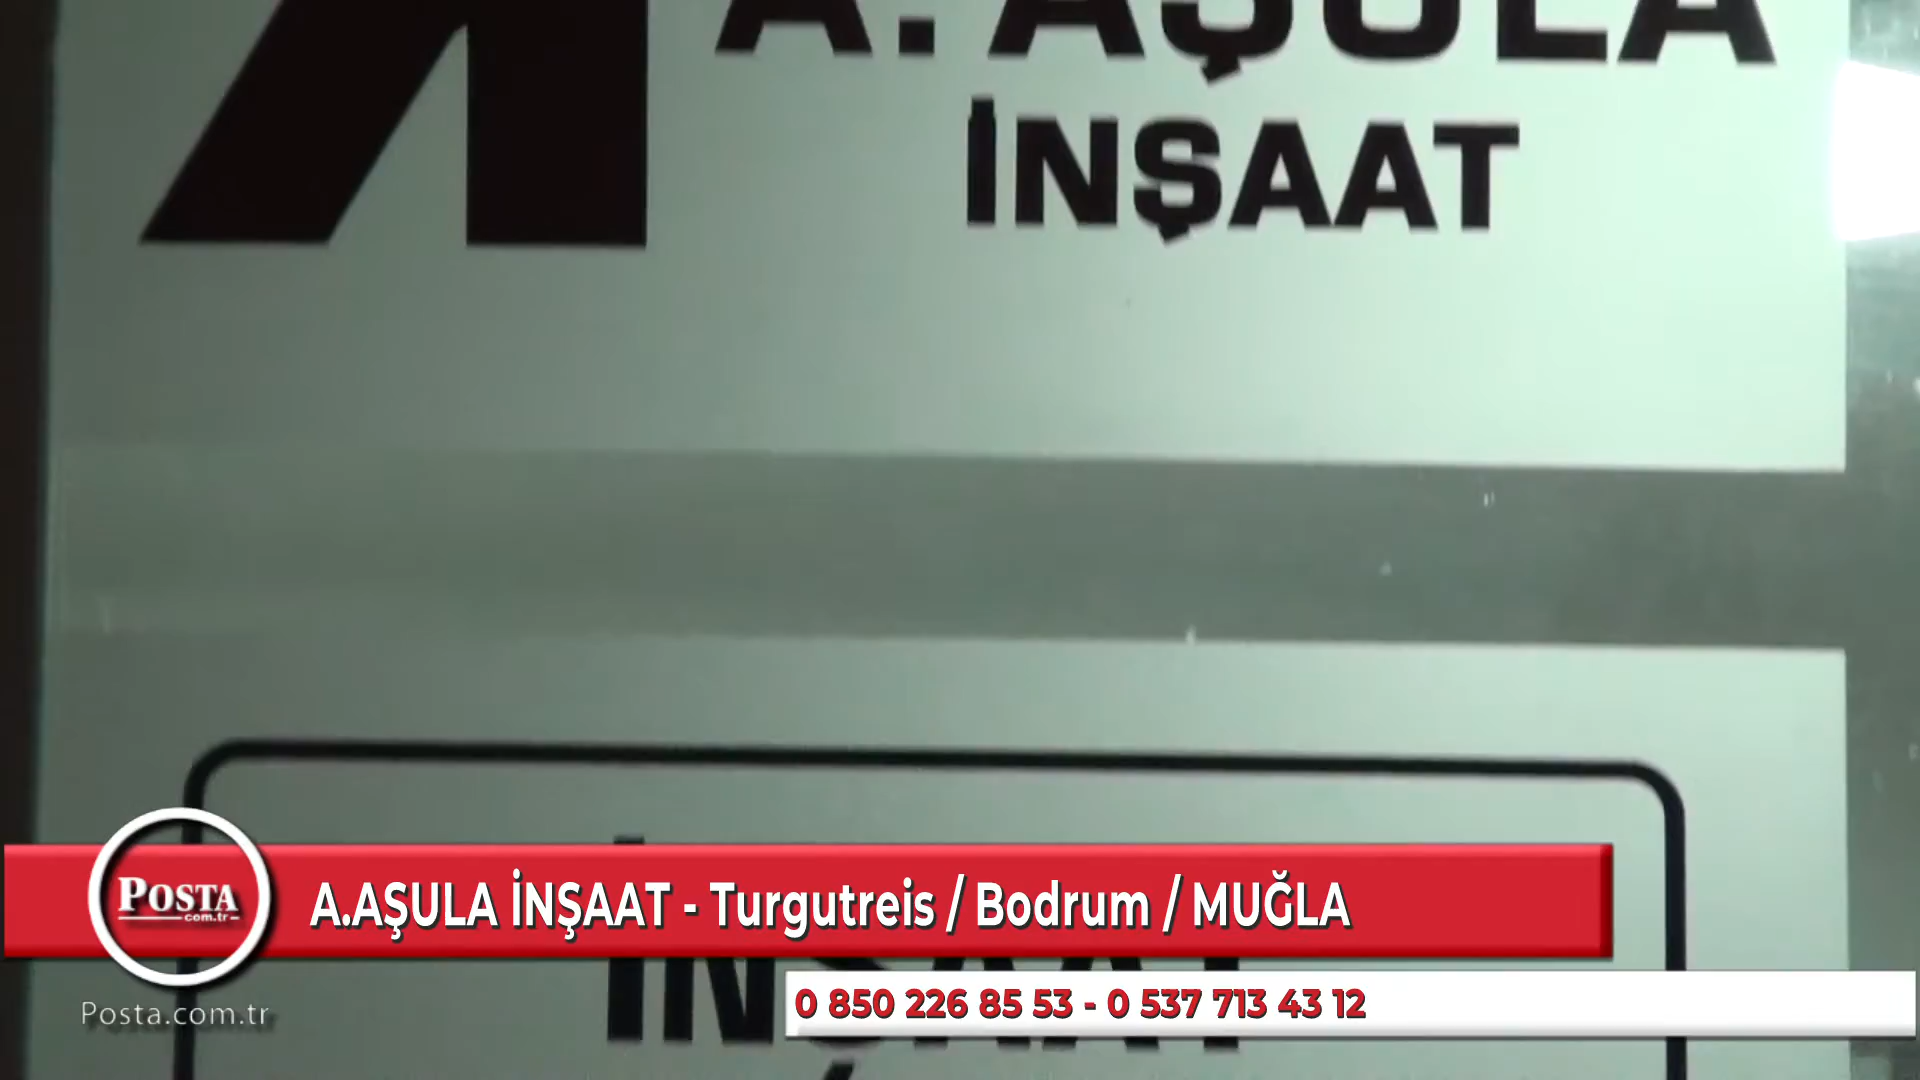 A. AŞULA
İNŞAAT
İNŞAAT
POSTA
com.tr
A.AŞULA İNŞAAT - Turgutreis / Bodrum / MUĞLA
0 850 226 85 53 - 0 537 713 43 12
Posta.com.tr